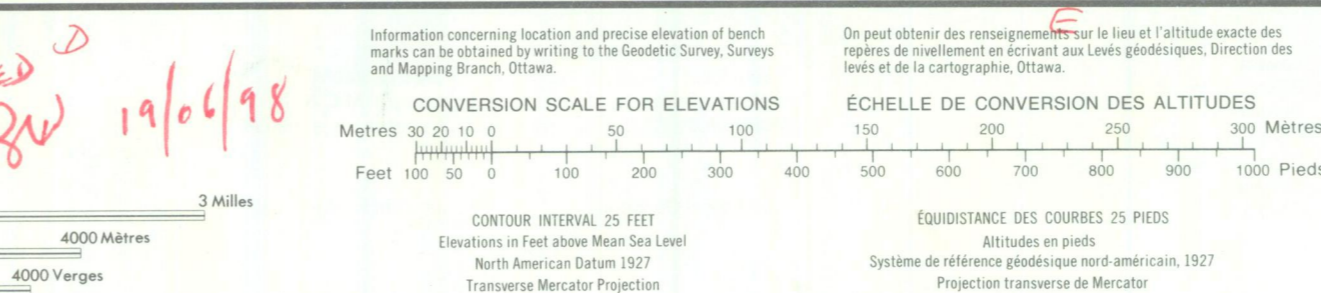 D
19/06/98
3 Milles
4000 Mètres
4000 Verges
Information concerning location and precise elevation of bench
marks can be obtained by writing to the Geodetic Survey, Surveys
and Mapping Branch, Ottawa.
E
On peut obtenir des renseignements sur le lieu et l'altitude exacte des
repères de nivellement en écrivant aux Levés géodésiques, Direction des
levés et de la cartographie, Ottawa.
CONVERSION SCALE FOR ELEVATIONS
ÉCHELLE DE CONVERSION DES ALTITUDES
Metres 30 20 10 0 50 100 150 200 250 300 Mètres
Feet 100 50 0 100 200 300 400 500 600 700 800 900 1000 Pieds
CONTOUR INTERVAL 25 FEET
Elevations in Feet above Mean Sea Level
North American Datum 1927
Transverse Mercator Projection
ÉQUIDISTANCE DES COURBES 25 PIEDS
Altitudes en pieds
Système de référence géodésique nord-américain, 1927
Projection transverse de Mercator